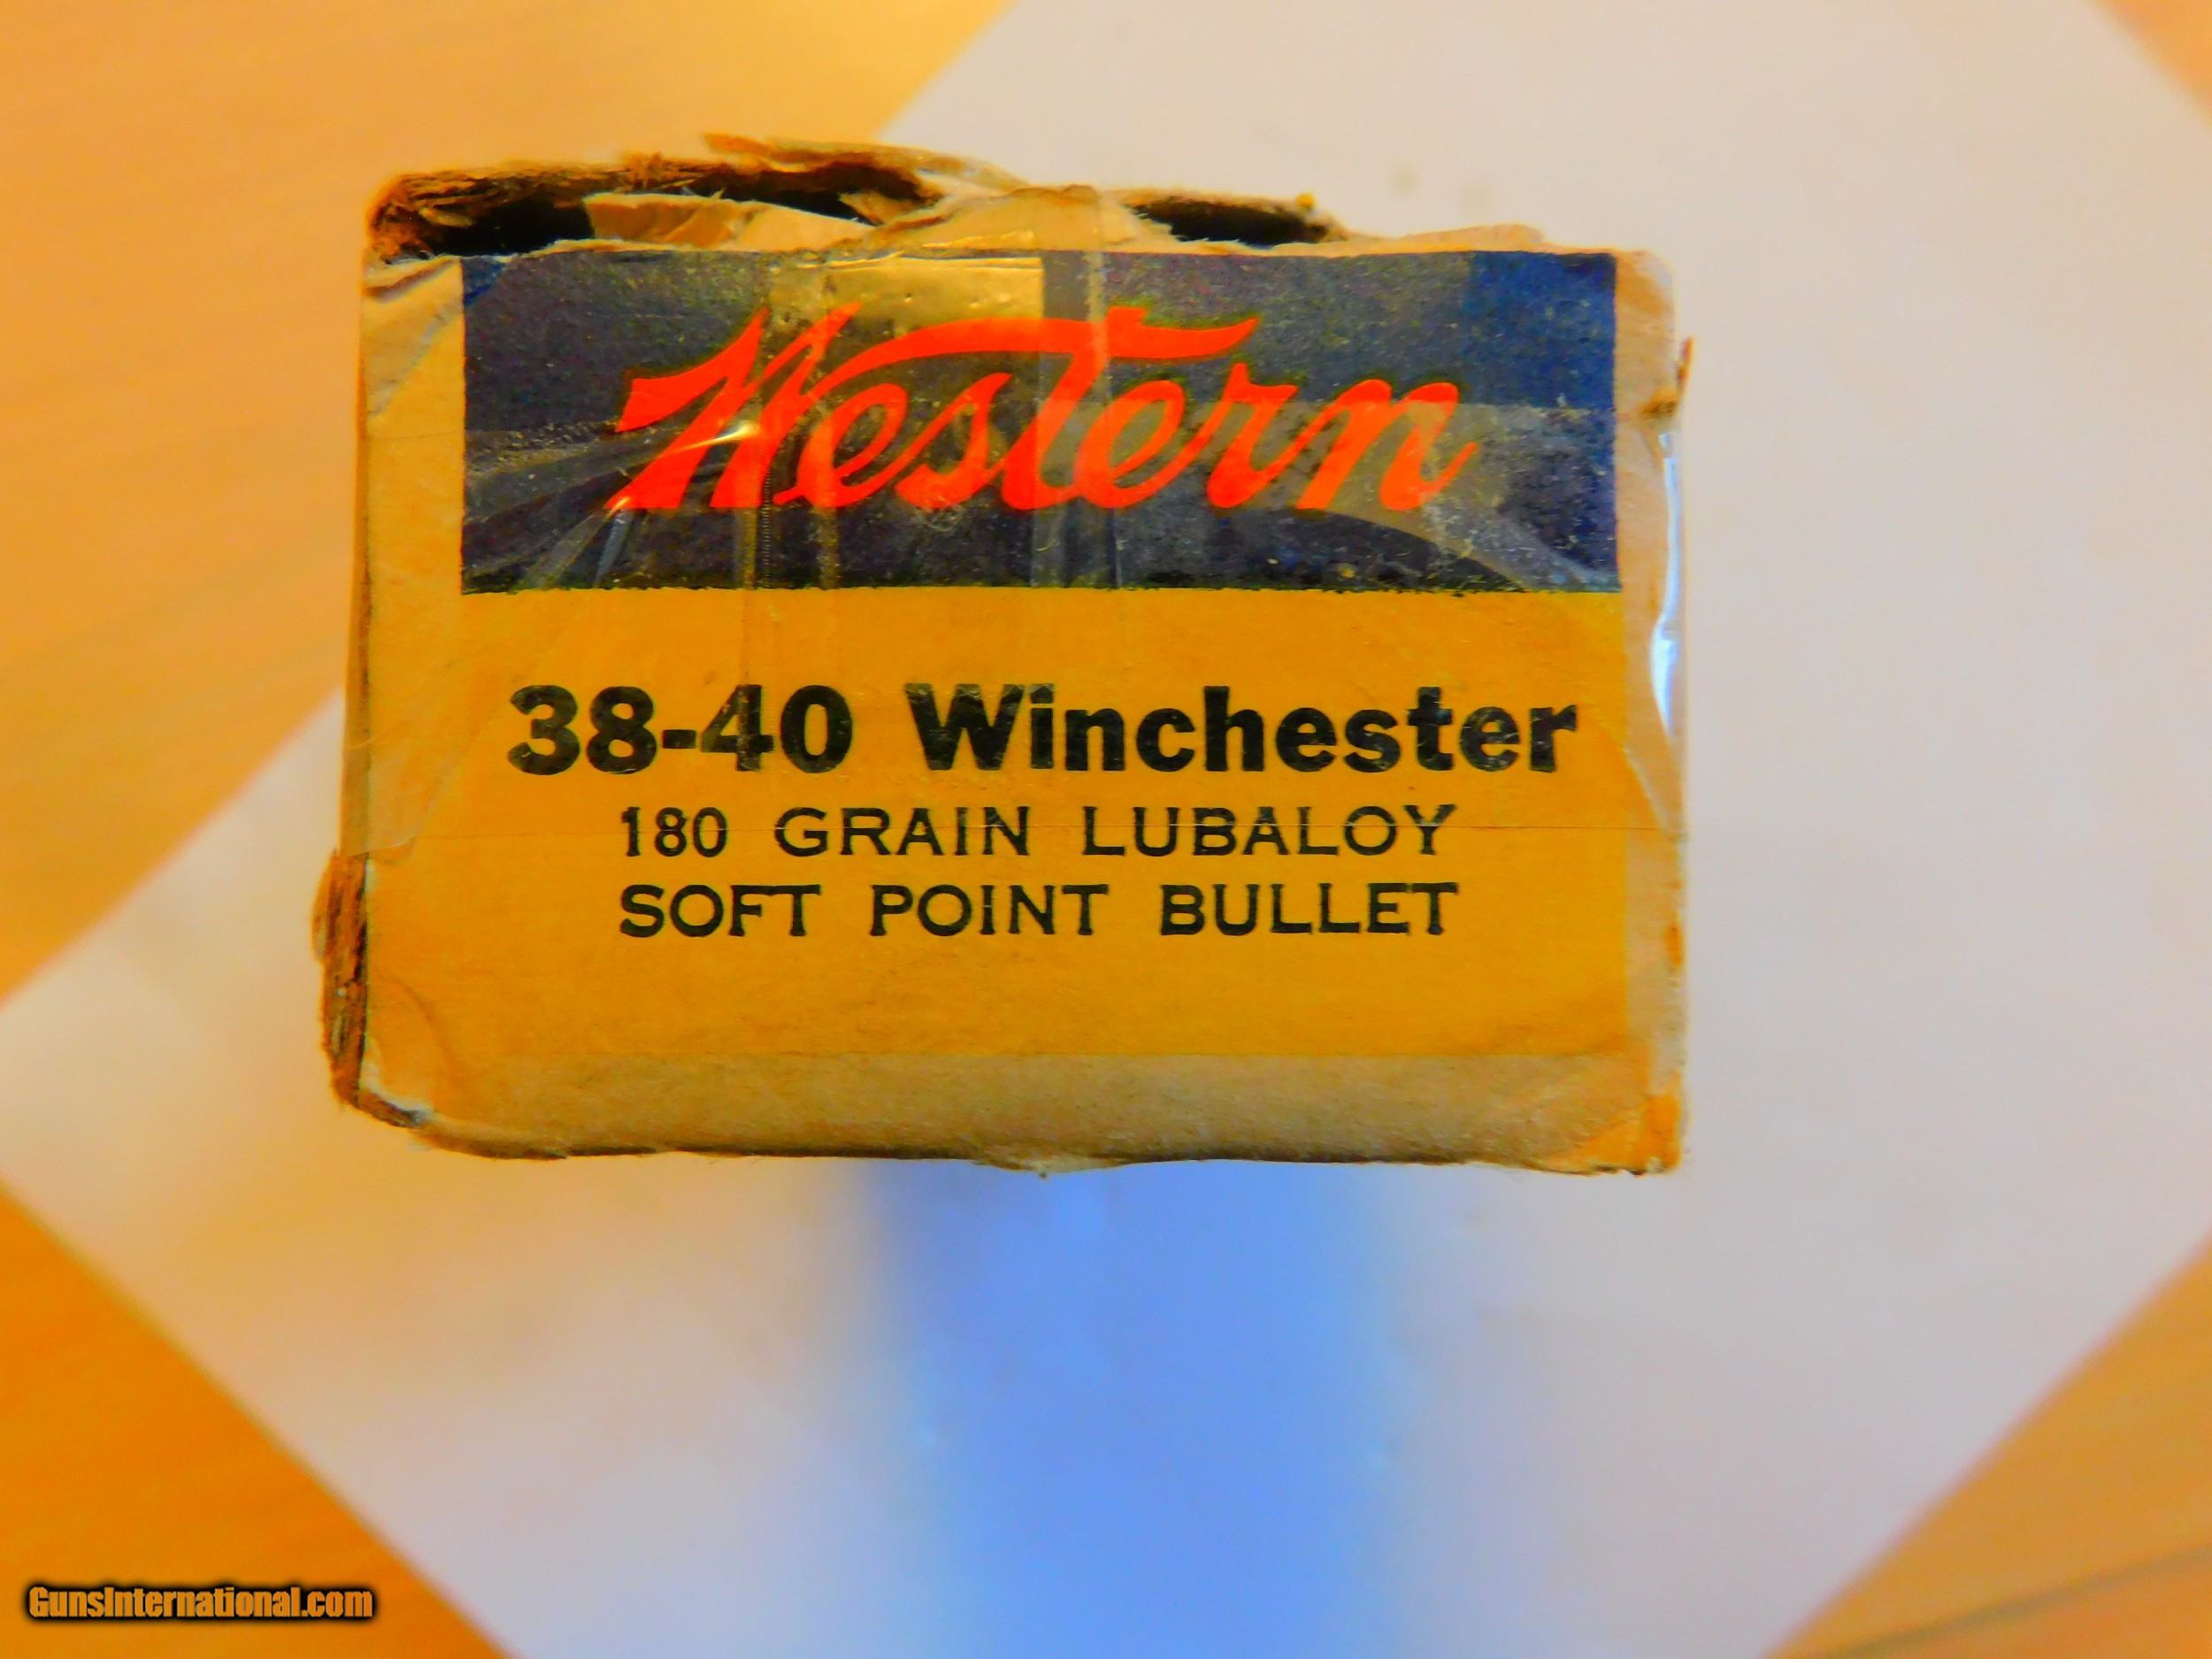 Western
38-40 Winchester
180 GRAIN LUBALOY
SOFT POINT BULLET
GunsInternational.com